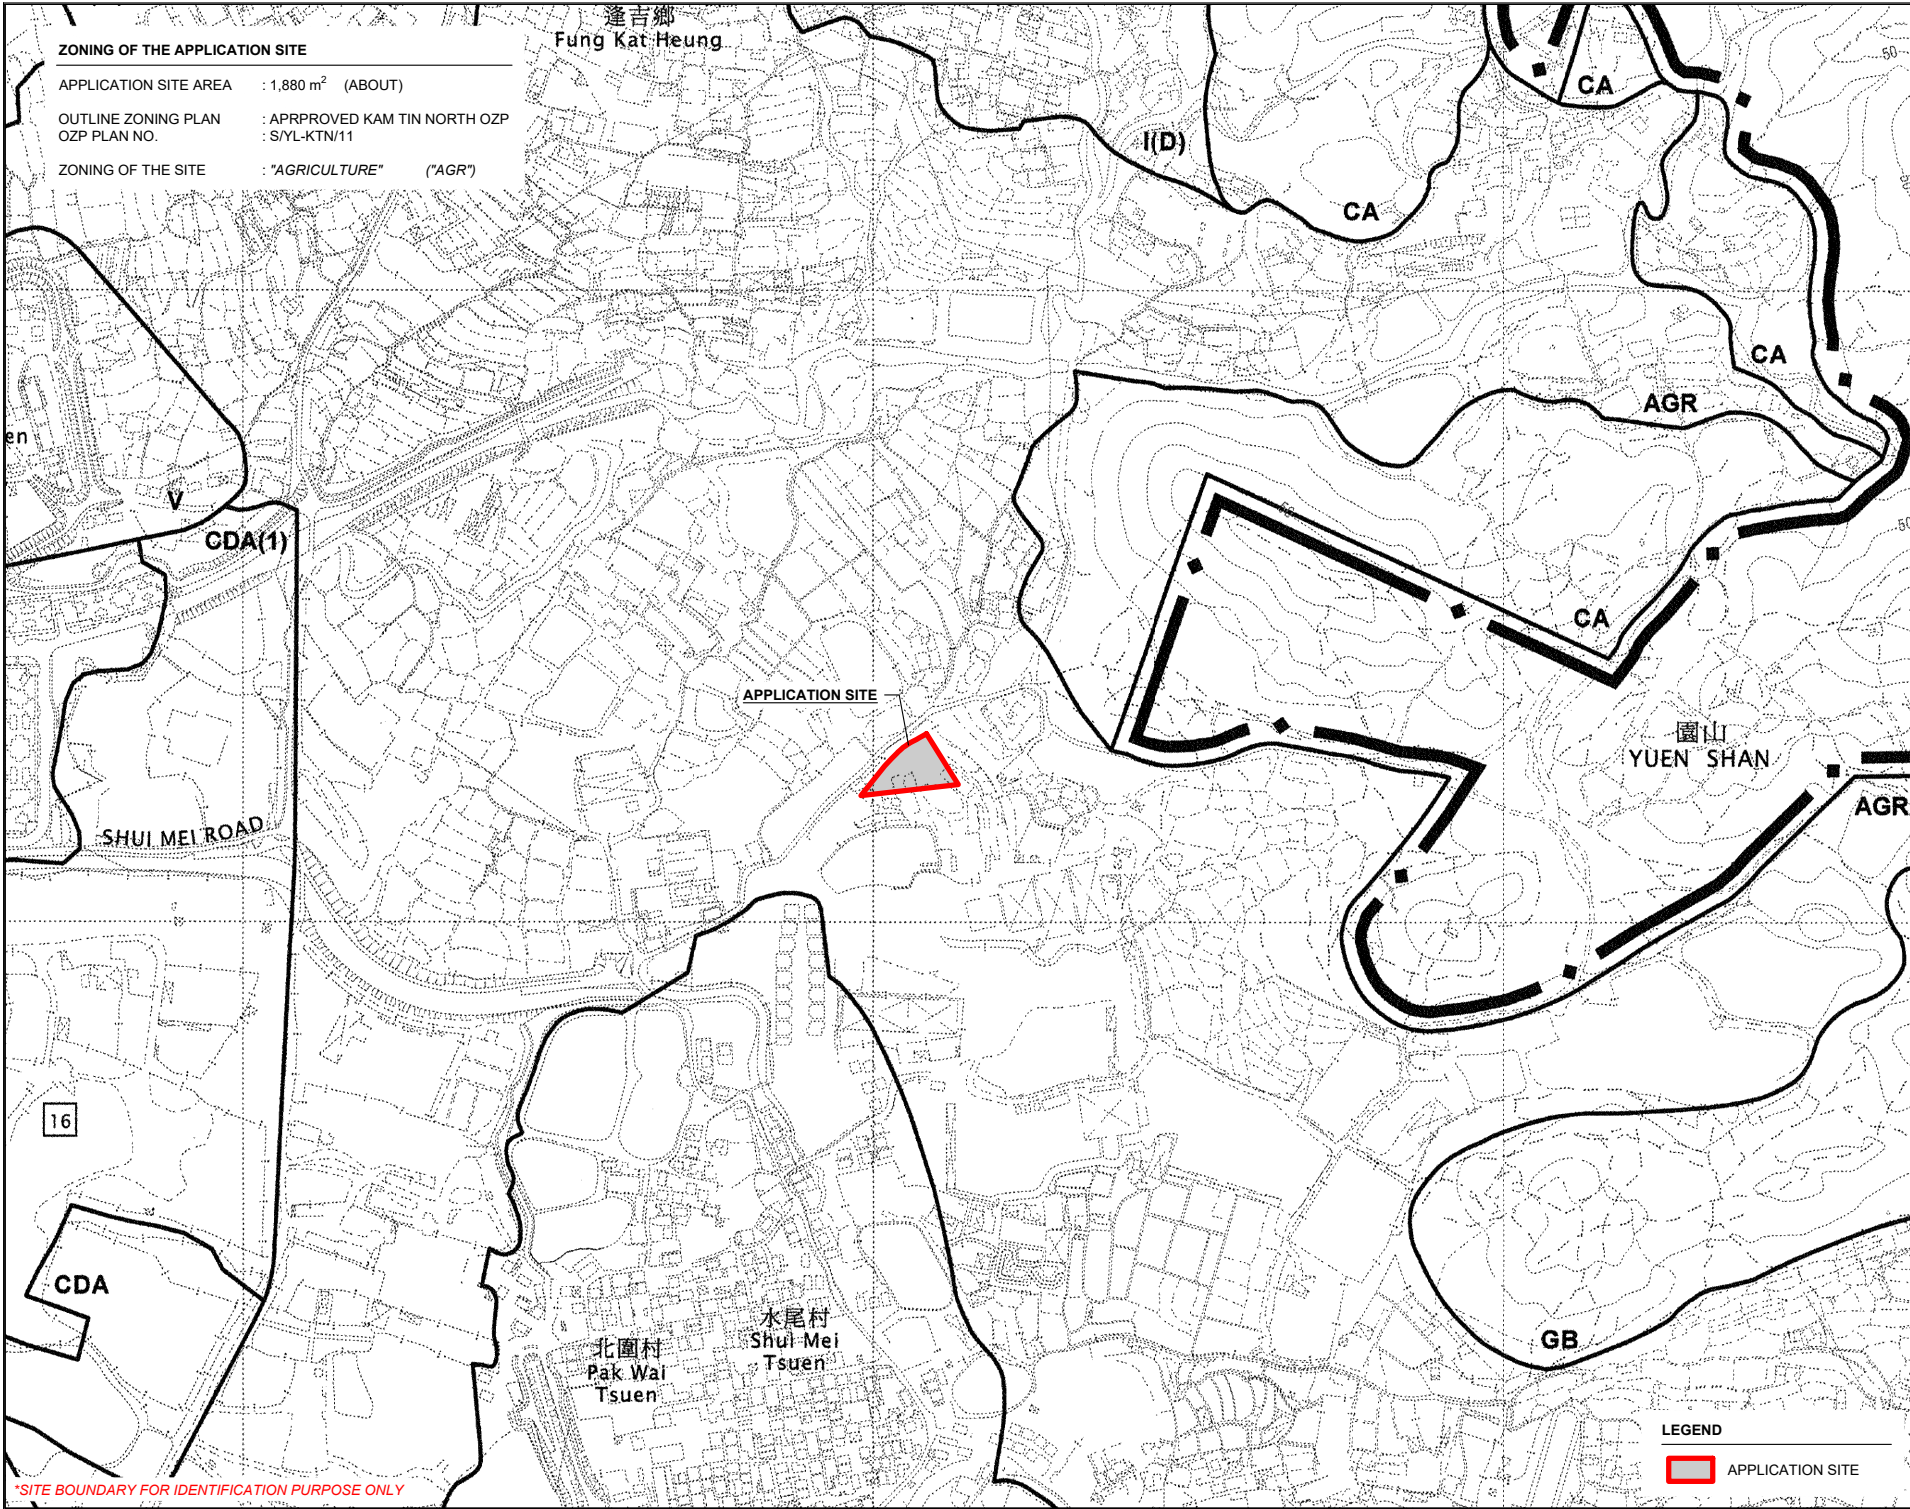 ZONING OF THE APPLICATION SITE
APPLICATION SITE AREA : 1,880 m² (ABOUT)
OUTLINE ZONING PLAN : APRPROVED KAM TIN NORTH OZP
OZP PLAN NO. : S/YL-KTN/11
ZONING OF THE SITE : "AGRICULTURE" ("AGR")
逢吉鄉
Fung Kat Heung
CA
50
I(D)
CA
CA
AGR
en
V
CDA(1)
50
CA
APPLICATION SITE
園山
YUEN SHAN
AGR
SHUI MEI ROAD
16
CDA
水尾村
Shui Mei
Tsuen
北圍村
Pak Wai
Tsuen
GB
LEGEND
APPLICATION SITE
*SITE BOUNDARY FOR IDENTIFICATION PURPOSE ONLY